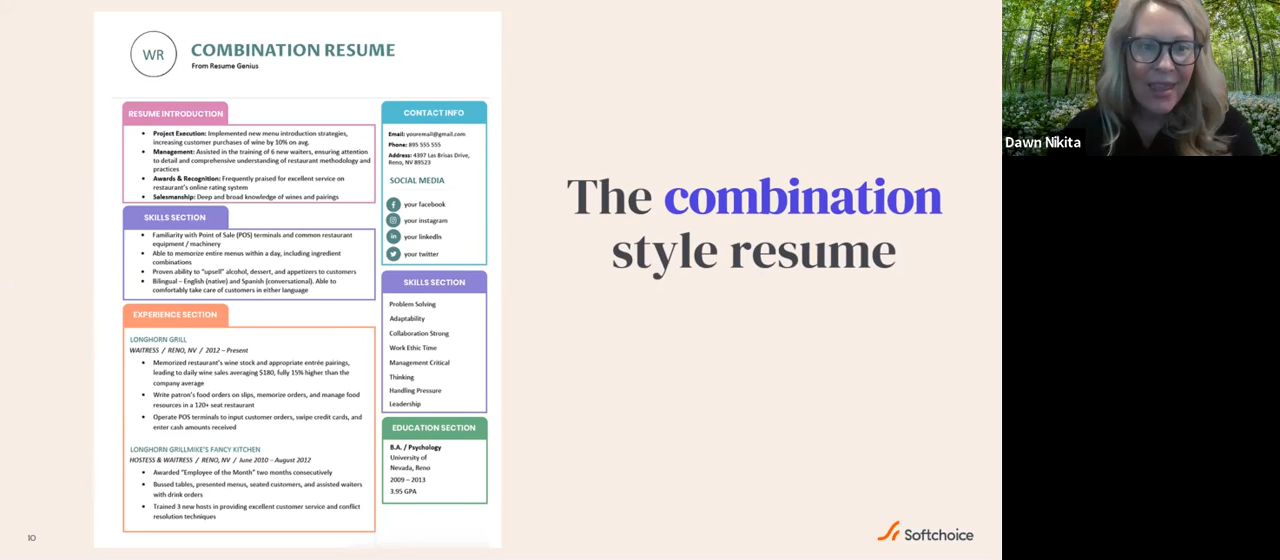 WR
COMBINATION RESUME
From Resume Genius
RESUME INTRODUCTION
• Project Execution: Implemented new menu introduction strategies,
increasing customer purchases of wine by 10% on avg.
• Management: Assisted in the training of 6 new waiters, ensuring attention
to detail and comprehensive understanding of restaurant methodology and
practices
• Awards & Recognition: Frequently praised for excellent service on
restaurant's online rating system
• Salesmanship: Deep and broad knowledge of wines and pairings
SKILLS SECTION
• Familiarity with Point of Sale (POS) terminals and common restaurant
equipment / machinery
• Able to memorize entire menus within a day, including ingredient
combinations
• Proven ability to "upsell" alcohol, dessert, and appetizers to customers
• Bilingual – English (native) and Spanish (conversational). Able to
comfortably take care of customers in either language
EXPERIENCE SECTION
LONGHORN GRILL
WAITRESS / RENO, NV / 2012 – Present
• Memorized restaurant's wine stock and appropriate entrée pairings,
leading to daily wine sales averaging $180, fully 15% higher than the
company average
• Write patron's food orders on slips, memorize orders, and manage food
resources in a 120+ seat restaurant
• Operate POS terminals to input customer orders, swipe credit cards, and
enter cash amounts received
LONGHORN GRILLMIKE'S FANCY KITCHEN
HOSTESS & WAITRESS / RENO, NV / June 2010 – August 2012
• Awarded "Employee of the Month" two months consecutively
• Bussed tables, presented menus, seated customers, and assisted waiters
with drink orders
• Trained 3 new hosts in providing excellent customer service and conflict
resolution techniques
CONTACT INFO
Email: youremail@gmail.com
Phone: 895 555 555
Address: 4397 Las Brisas Drive,
Reno, NV 89523
SOCIAL MEDIA
your facebook
your instagram
your linkedIn
your twitter
SKILLS SECTION
Problem Solving
Adaptability
Collaboration Strong
Work Ethic Time
Management Critical
Thinking
Handling Pressure
Leadership
EDUCATION SECTION
B.A. / Psychology
University of
Nevada, Reno
2009 – 2013
3.95 GPA
The combination
style resume
Dawn Nikita
10
Softchoice